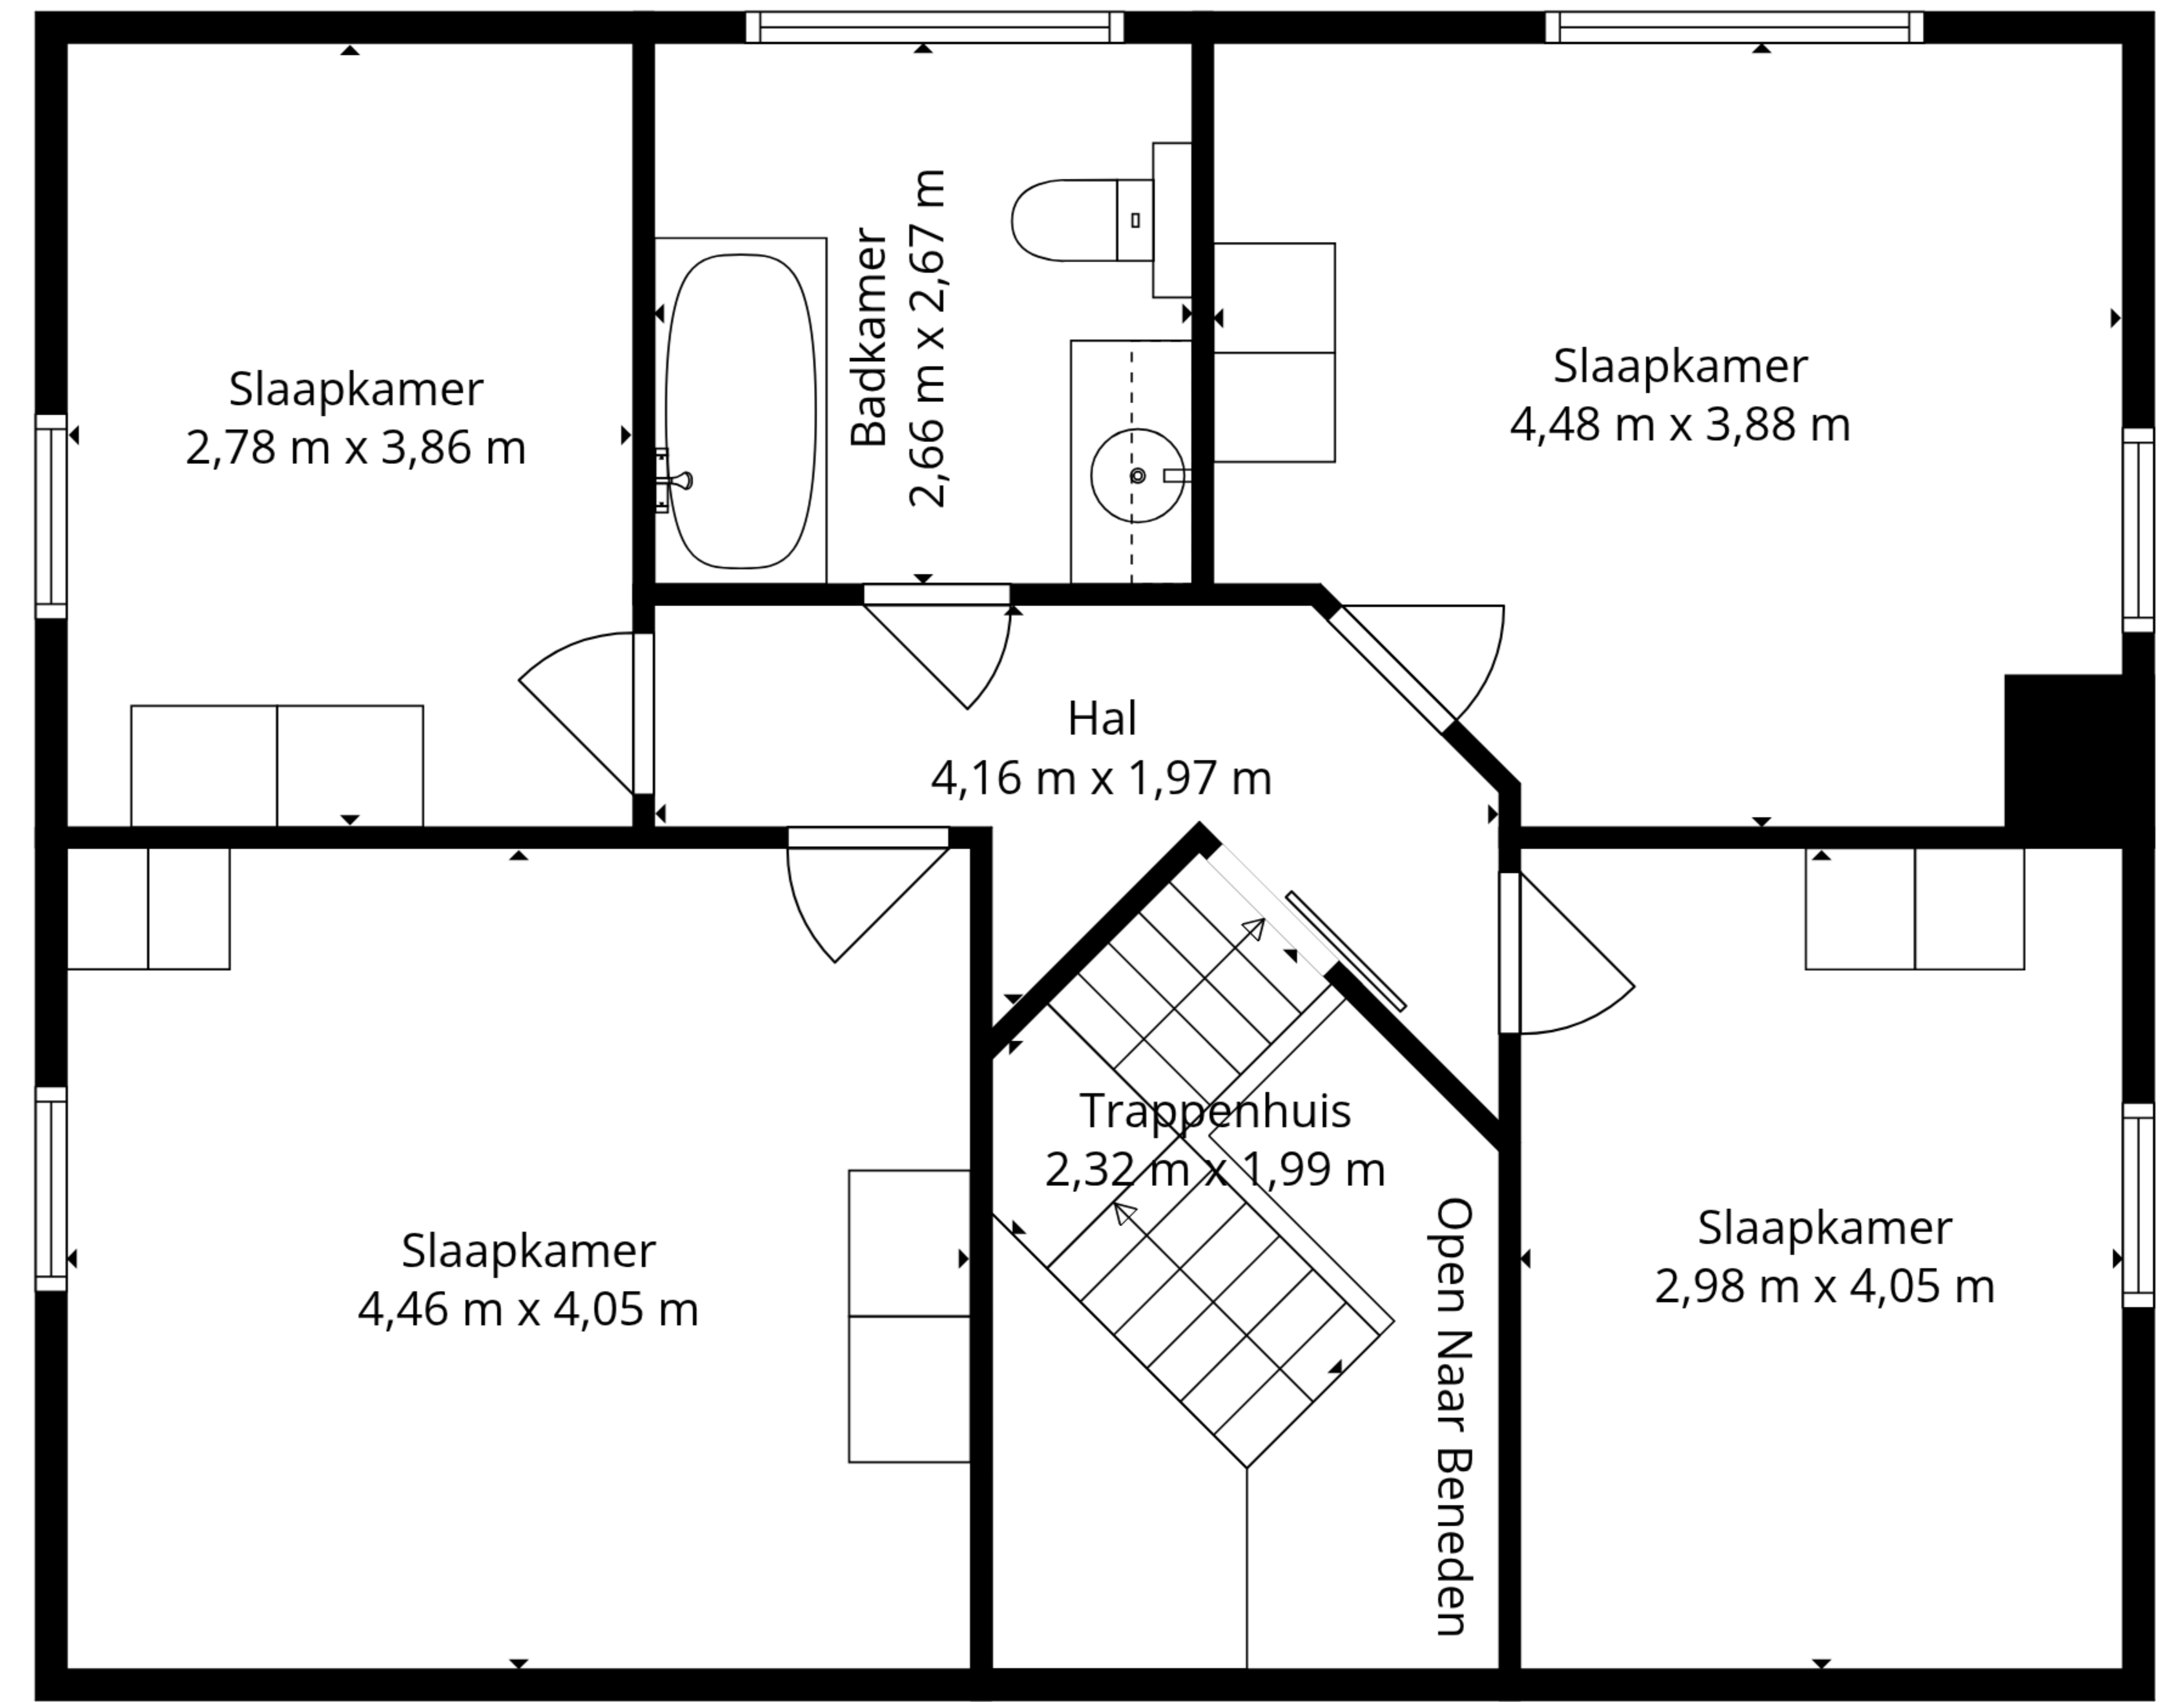 Slaapkamer
2,78 m x 3,86 m
Badkamer
2,66 m x 2,67 m
Slaapkamer
4,48 m x 3,88 m
Hal
4,16 m x 1,97 m
Trappenhuis
2,32 m x 1,99 m
Slaapkamer
4,46 m x 4,05 m
Open Naar Beneden
Slaapkamer
2,98 m x 4,05 m